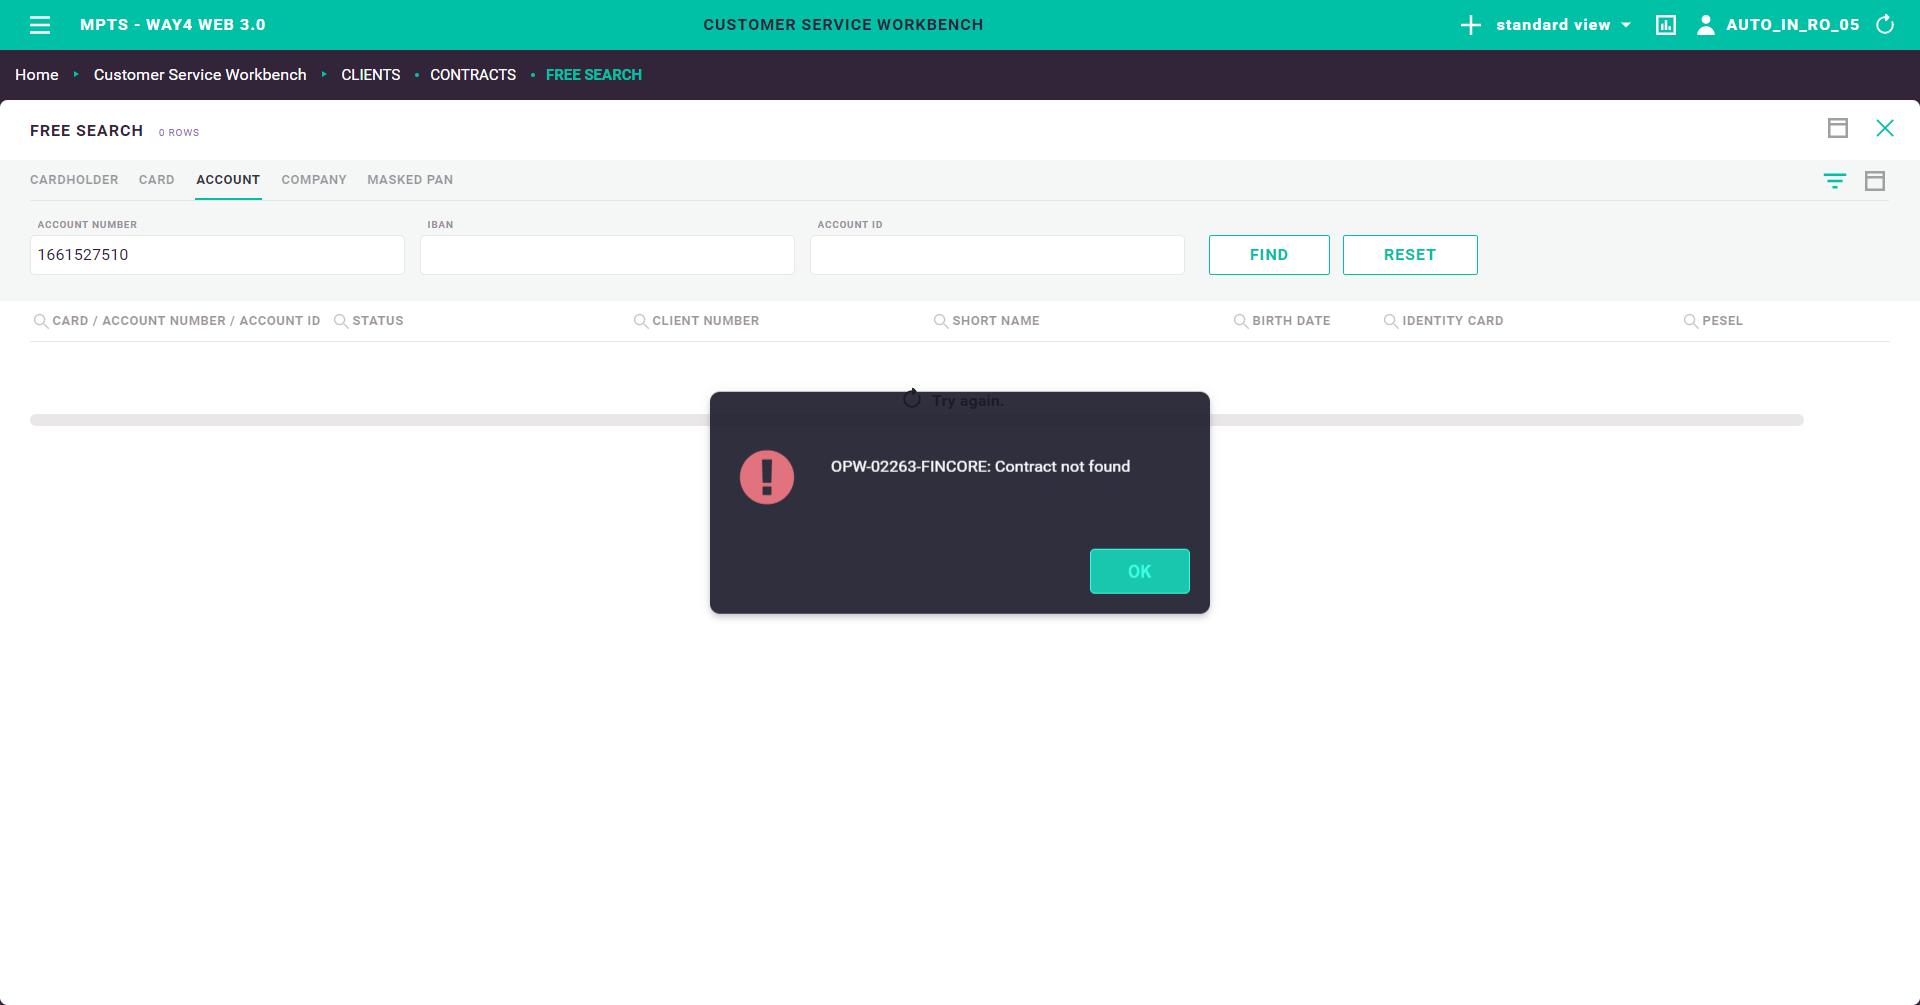 MPTS - WAY4 WEB 3.0
CUSTOMER SERVICE WORKBENCH
standard view
AUTO_IN_RO_05
Home
Customer Service Workbench
CLIENTS
CONTRACTS
FREE SEARCH
FREE SEARCH
0 ROWS
CARDHOLDER
CARD
ACCOUNT
COMPANY
MASKED PAN
ACCOUNT NUMBER
IBAN
ACCOUNT ID
1661527510
FIND
RESET
CARD / ACCOUNT NUMBER / ACCOUNT ID
STATUS
CLIENT NUMBER
SHORT NAME
BIRTH DATE
IDENTITY CARD
PESEL
Try again.
OPW-02263-FINCORE: Contract not found
OK